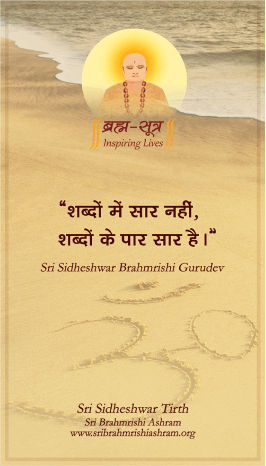 ब्रह्म-सूत्र
Inspiring Lives
“शब्दों में सार नहीं,
शब्दों के पार सार है।”
Sri Sidheshwar Brahmrishi Gurudev
ॐ
Sri Sidheshwar Tirth
Sri Brahmrishi Ashram
www.sribrahmrishiashram.org